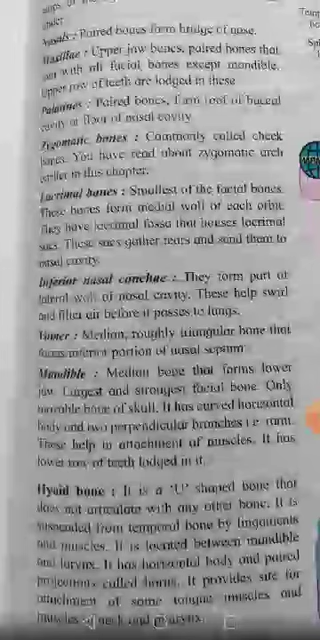 Nasals : Paired bones form bridge of nose.
Maxillae : Upper jaw bones, paired bones that
with all facial bones except mandible.
Upper row of teeth are lodged in these
Palatines : Paired bones, form roof of buccal
cavity or floor of nasal cavity.
Zygomatic bones : Commonly called cheek
bones. You have read about zygomatic arch
earlier in this chapter.
Lacrimal bones : Smallest of the facial bones.
These bones form medial wall of each orbit.
They have lacrimal fossa that houses lacrimal
sacs. These sacs gather tears and send them to
nasal cavity.
Inferior nasal conchae : They form part of
lateral wall of nasal cavity. These help swirl
and filter air before it passes to lungs.
Vomer : Median, roughly triangular bone that
forms inferior portion of nasal septum.
Mandible : Median bone that forms lower
jaw. Largest and strongest facial bone. Only
movable bone of skull. It has curved horizontal
body and two perpendicular branches i.e. rami.
These help in attachment of muscles. It has
lower row of teeth lodged in it.
Hyoid bone : It is a 'U' shaped bone that
does not articulate with any other bone. It is
suspended from temporal bone by ligaments
and muscles. It is located between mandible
and larynx. It has horizontal body and paired
projections called horns. It provides site for
attachment of some tongue muscles and
muscles of neck and pharynx.